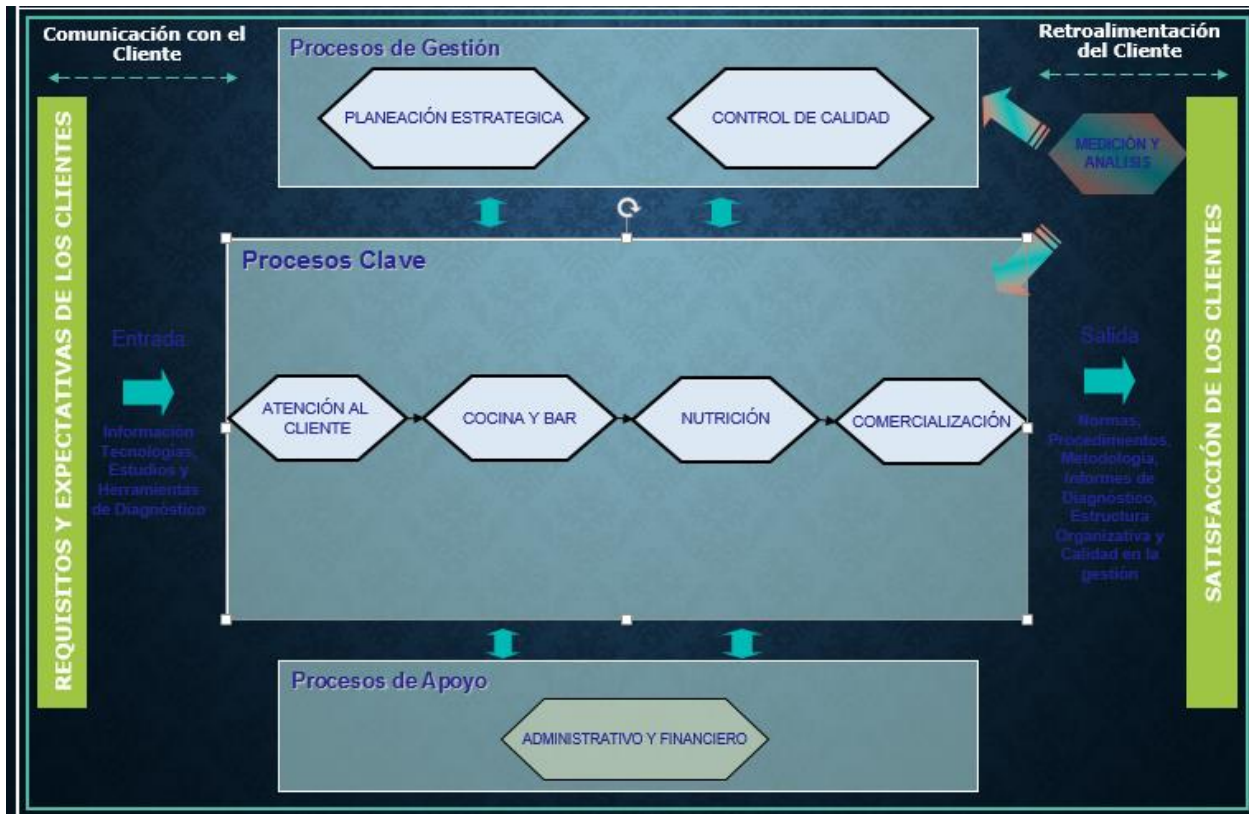 Comunicación con el
Cliente
Procesos de Gestión
Retroalimentación
del Cliente
PLANEACIÓN ESTRATEGICA
CONTROL DE CALIDAD
MEDICIÓN Y
ANALISIS
REQUISITOS Y EXPECTATIVAS DE LOS CLIENTES
Procesos Clave
Entrada
Información
Tecnologías,
Estudios y
Herramientas
de Diagnóstico
ATENCIÓN AL
CLIENTE
COCINA Y BAR
NUTRICIÓN
COMERCIALIZACIÓN
Salida
Normas,
Procedimientos,
Metodología,
Informes de
Diagnóstico,
Estructura
Organizativa y
Calidad en la
gestión
SATISFACCIÓN DE LOS CLIENTES
Procesos de Apoyo
ADMINISTRATIVO Y FINANCIERO